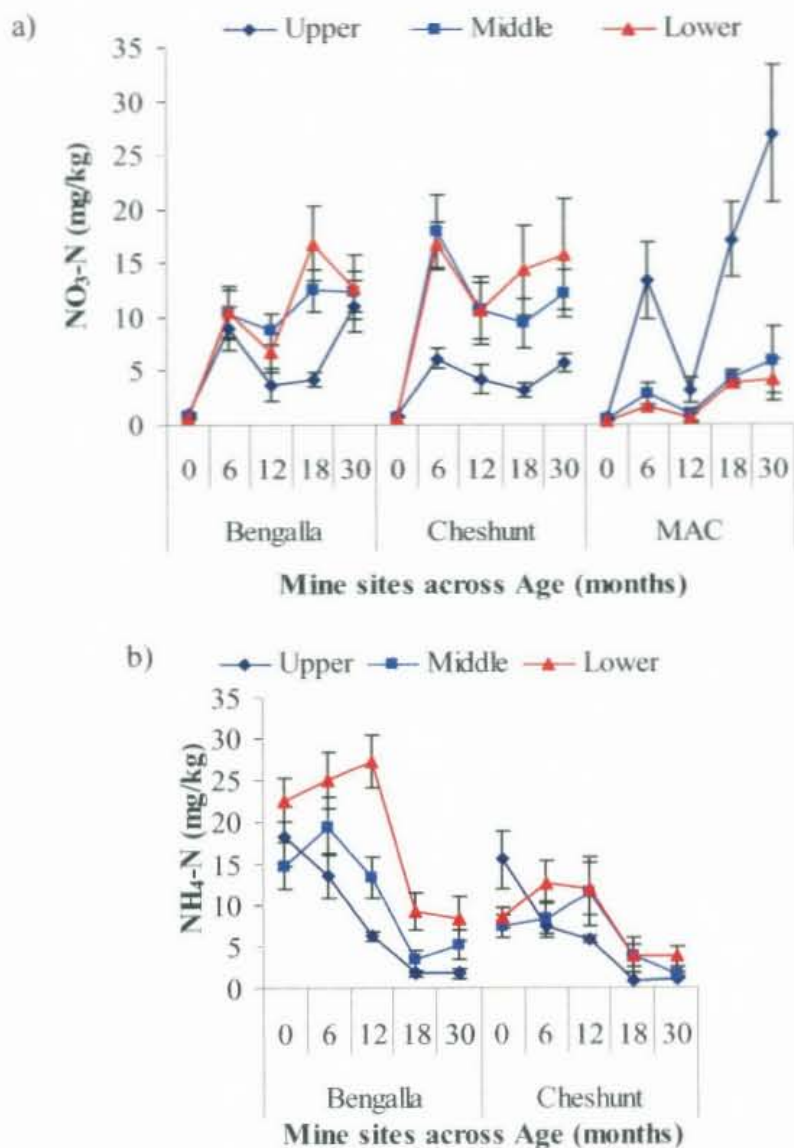 a)
Upper Middle Lower
35
30
25
20
15
10
5
0
NO₃-N (mg/kg)
0 6 12 18 30 0 6 12 18 30 0 6 12 18 30
Bengalla Cheshunt MAC
Mine sites across Age (months)
b)
Upper Middle Lower
35
30
25
20
15
10
5
0
NH₄-N (mg/kg)
0 6 12 18 30 0 6 12 18 30
Bengalla Cheshunt
Mine sites across Age (months)